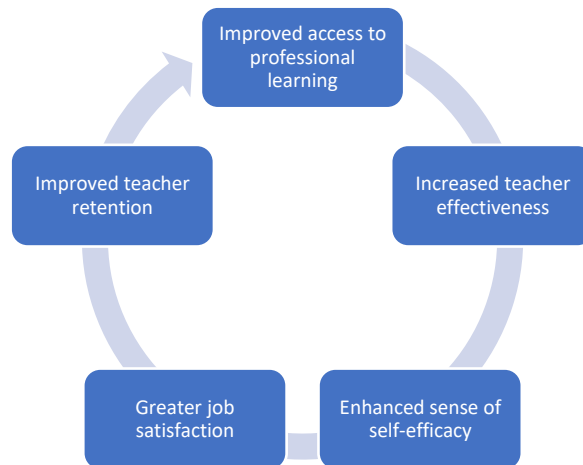 Improved access to
professional
learning
Increased teacher
effectiveness
Enhanced sense of
self-efficacy
Greater job
satisfaction
Improved teacher
retention